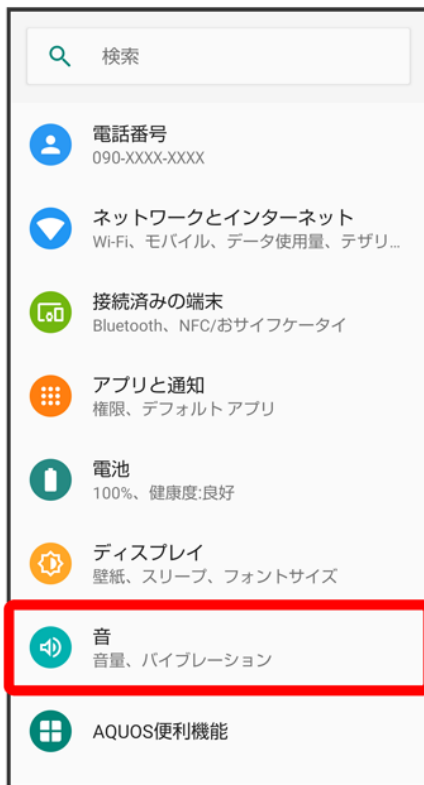 検索
電話番号
090-XXXX-XXXX
ネットワークとインターネット
Wi-Fi、モバイル、データ使用量、テザリ...
接続済みの端末
Bluetooth、NFC/おサイフケータイ
アプリと通知
権限、デフォルト アプリ
電池
100%、健康度:良好
ディスプレイ
壁紙、スリープ、フォントサイズ
音
音量、バイブレーション
AQUOS便利機能